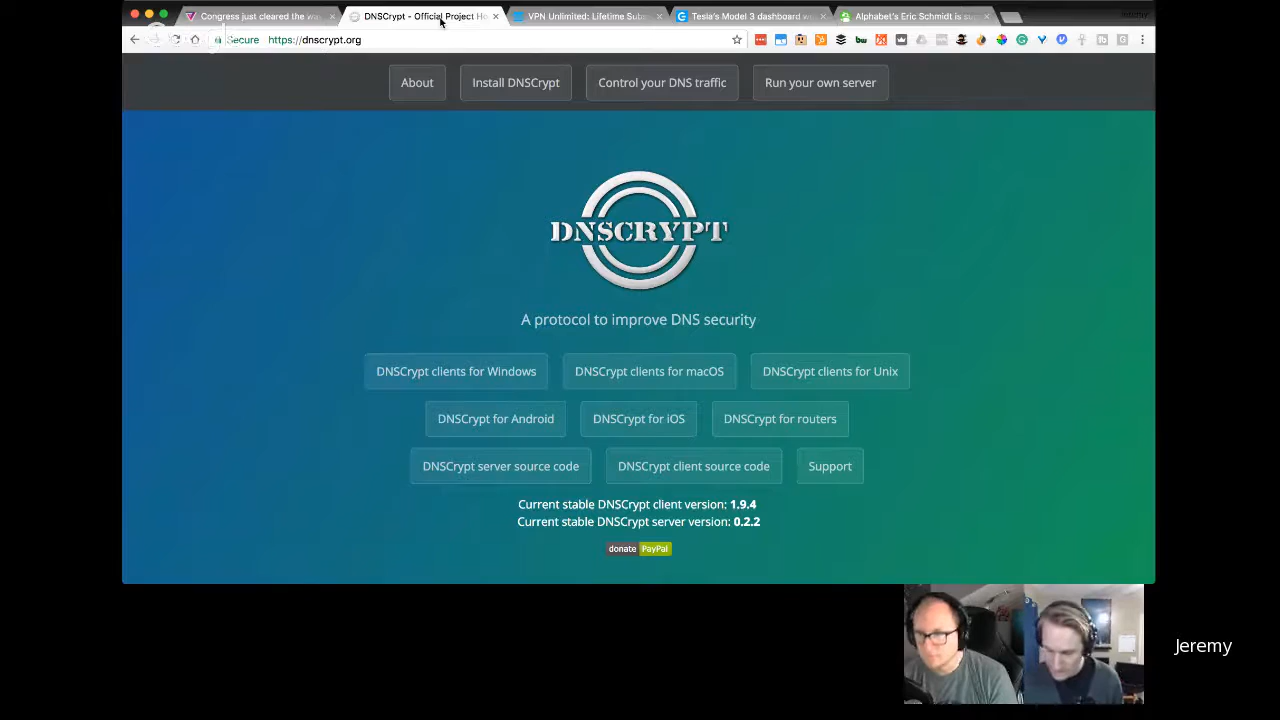 Congress just cleared the wa
DNSCrypt - Official Project Ho
VPN Unlimited: Lifetime Subs
Tesla's Model 3 dashboard wo
Alphabet's Eric Schmidt is su
Secure https://dnscrypt.org
About
Install DNSCrypt
Control your DNS traffic
Run your own server
DNSCRYPT
A protocol to improve DNS security
DNSCrypt clients for Windows
DNSCrypt clients for macOS
DNSCrypt clients for Unix
DNSCrypt for Android
DNSCrypt for iOS
DNSCrypt for routers
DNSCrypt server source code
DNSCrypt client source code
Support
Current stable DNSCrypt client version: 1.9.4
Current stable DNSCrypt server version: 0.2.2
donate PayPal
Jeremy